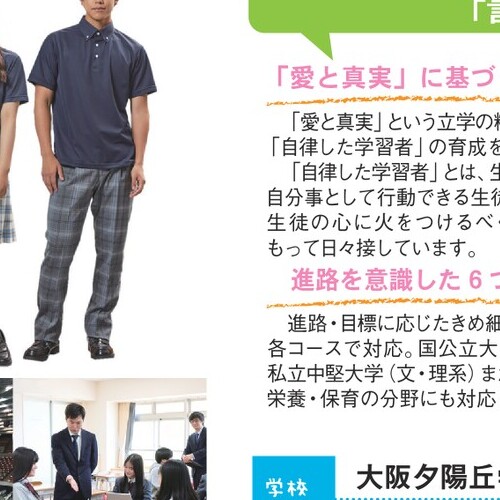 「言
「愛と真実」に基づ
「愛と真実」という立学の精
「自律した学習者」の育成を
「自律した学習者」とは、生
自分事として行動できる生徒
生徒の心に火をつけるべ
もって日々接しています。
進路を意識した6つ
進路・目標に応じたきめ細
各コースで対応。国公立大
私立中堅大学（文・理系）ま
栄養・保育の分野にも対応
学校
大阪夕陽丘